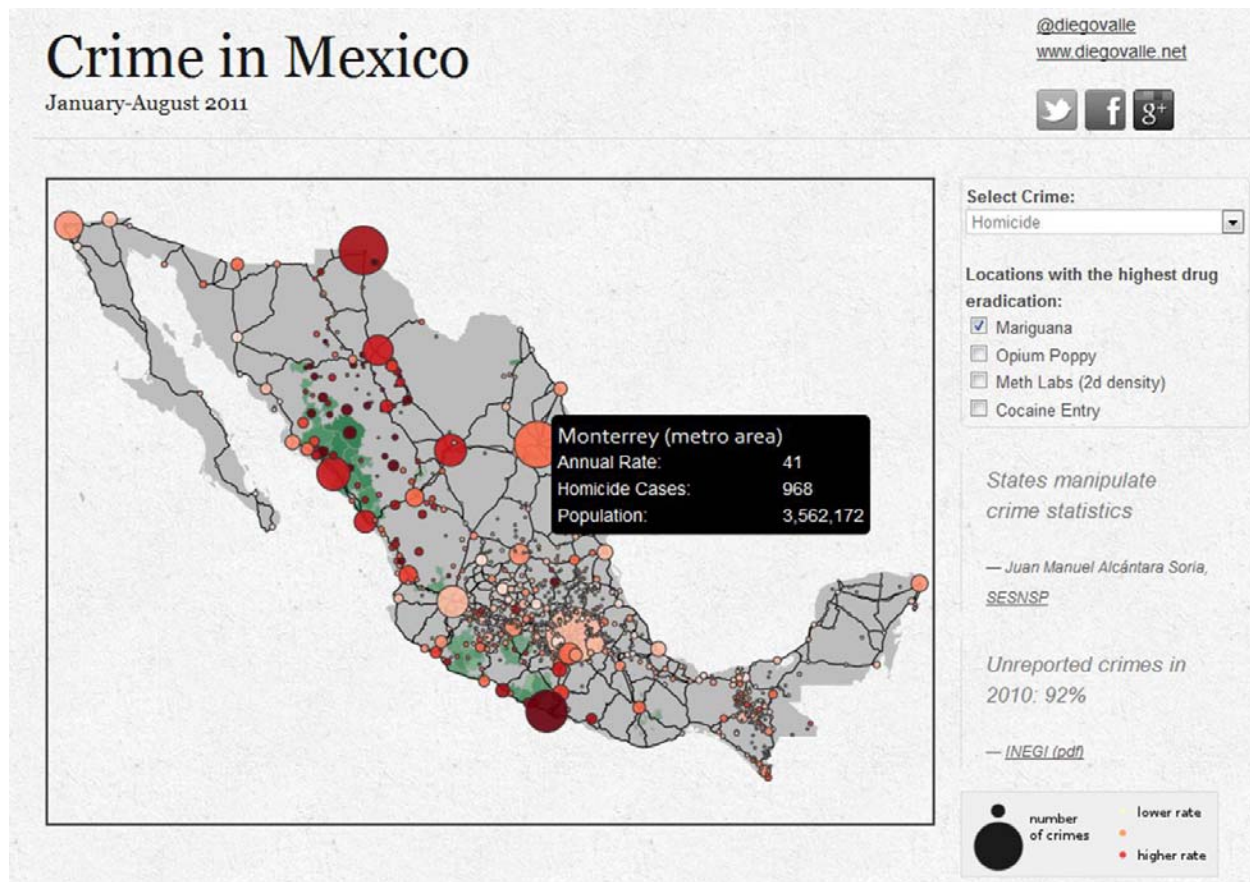 Crime in Mexico
January-August 2011
@diegovalle
www.diegovalle.net
g+
Select Crime:
Homicide
Locations with the highest drug
eradication:
Mariguana
Opium Poppy
Meth Labs (2d density)
Cocaine Entry
Monterrey (metro area)
Annual Rate: 41
Homicide Cases: 968
Population: 3,562,172
States manipulate
crime statistics
— Juan Manuel Alcántara Soria,
SESNSP
Unreported crimes in
2010: 92%
— INEGI (pdf)
number
of crimes
lower rate
higher rate